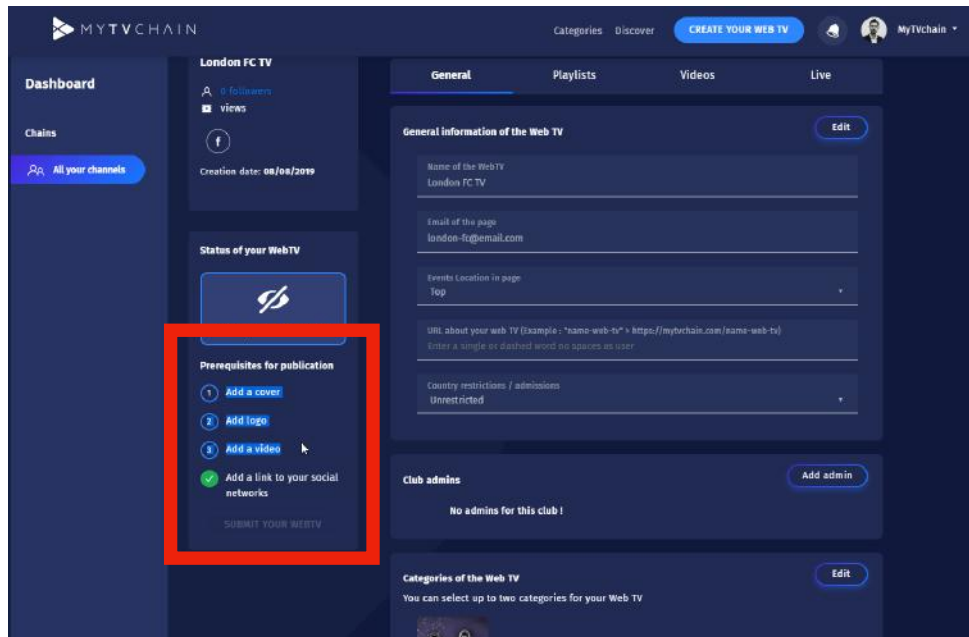 MYTVCHAIN
Categories Discover CREATE YOUR WEB TV MyTVchain
Dashboard
Chains
All your channels
London FC TV
0 followers
views
f
Creation date: 08/08/2019
Status of your WebTV
Prerequisites for publication
1 Add a cover
2 Add logo
3 Add a video
Add a link to your social
networks
SUBMIT YOUR WEBTV
General Playlists Videos Live
General information of the Web TV Edit
Name of the WebTV
London FC TV
Email of the page
london-fc@email.com
Events Location in page
Top
URL about your web TV (Example : "name-web-tv" > https://mytvchain.com/name-web-tv)
Enter a single or dashed word no spaces as user
Country restrictions / admissions
Unrestricted
Club admins Add admin
No admins for this club !
Categories of the Web TV Edit
You can select up to two categories for your Web TV